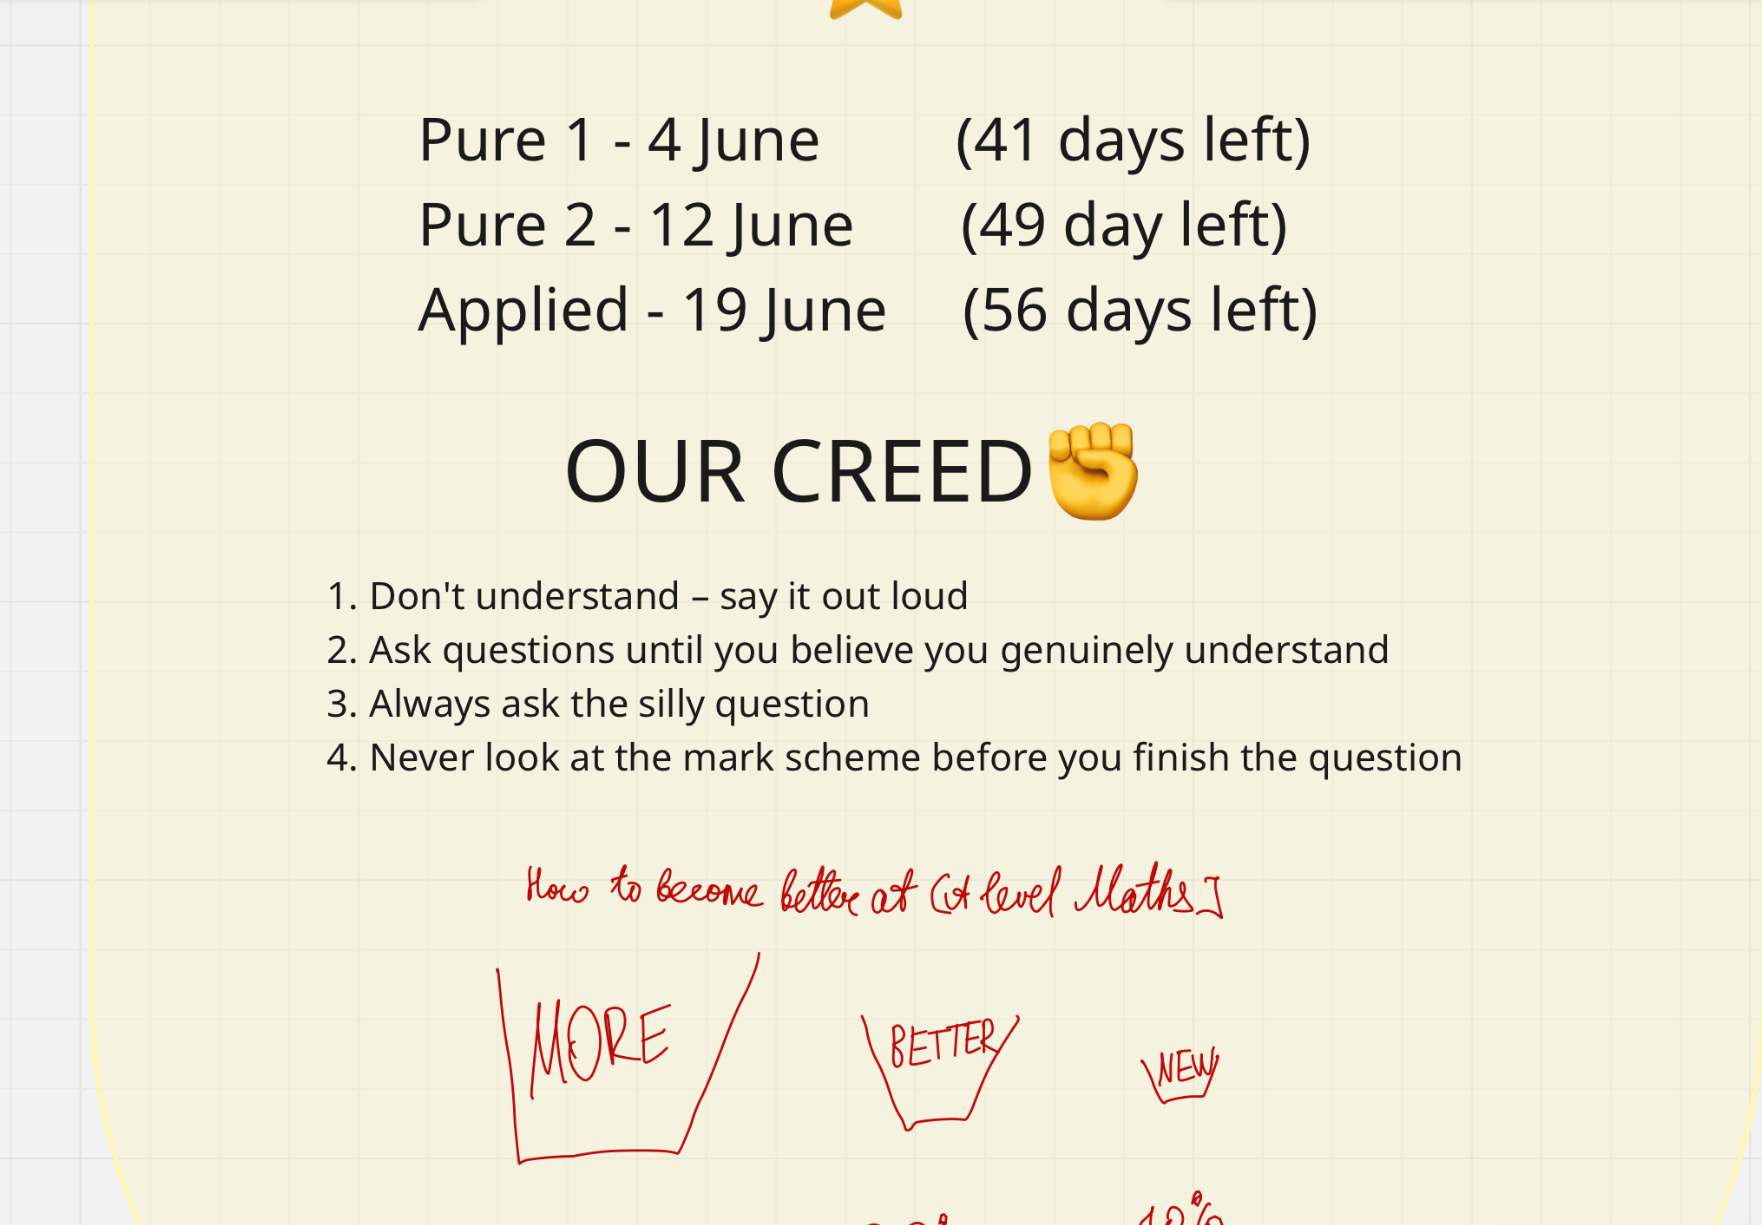 Pure 1 - 4 June (41 days left)
Pure 2 - 12 June (49 day left)
Applied - 19 June (56 days left)
OUR CREED✊
1. Don't understand – say it out loud
2. Ask questions until you believe you genuinely understand
3. Always ask the silly question
4. Never look at the mark scheme before you finish the question
How to become better at [A level Maths]
MORE BETTER NEW
10%